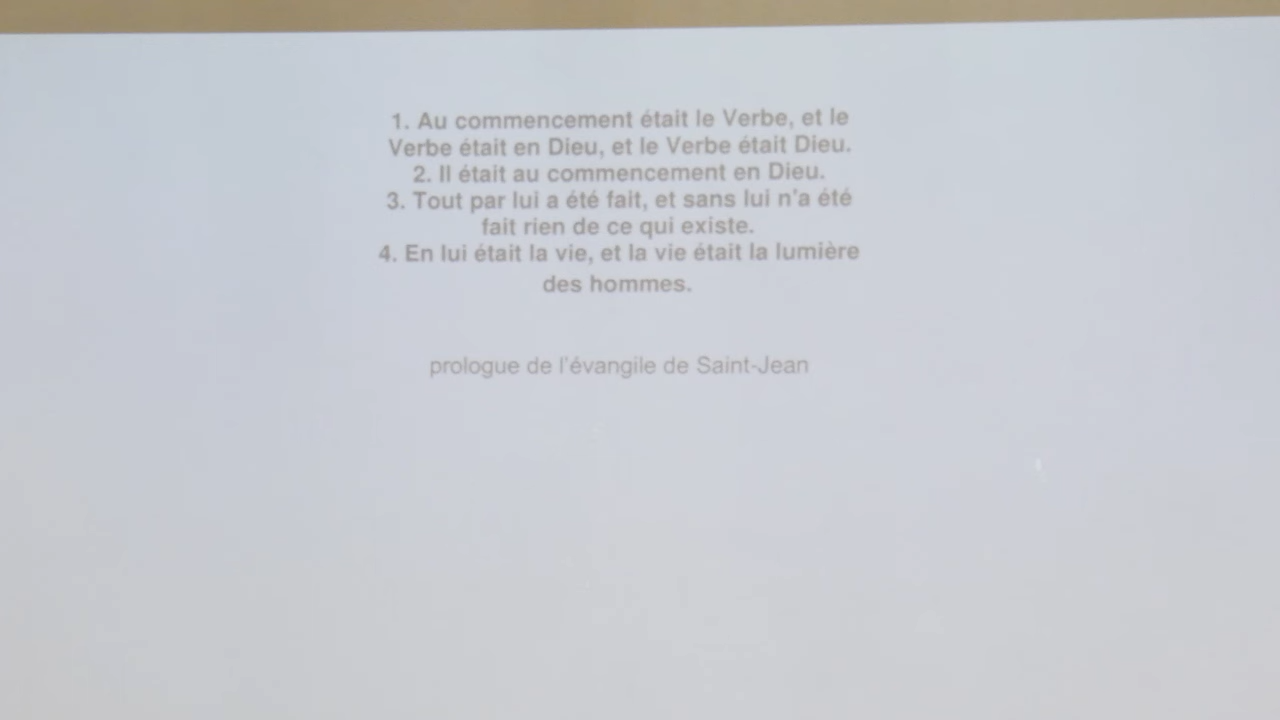 1. Au commencement était le Verbe, et le
Verbe était en Dieu, et le Verbe était Dieu.
2. Il était au commencement en Dieu.
3. Tout par lui a été fait, et sans lui n'a été
fait rien de ce qui existe.
4. En lui était la vie, et la vie était la lumière
des hommes.
prologue de l'évangile de Saint-Jean